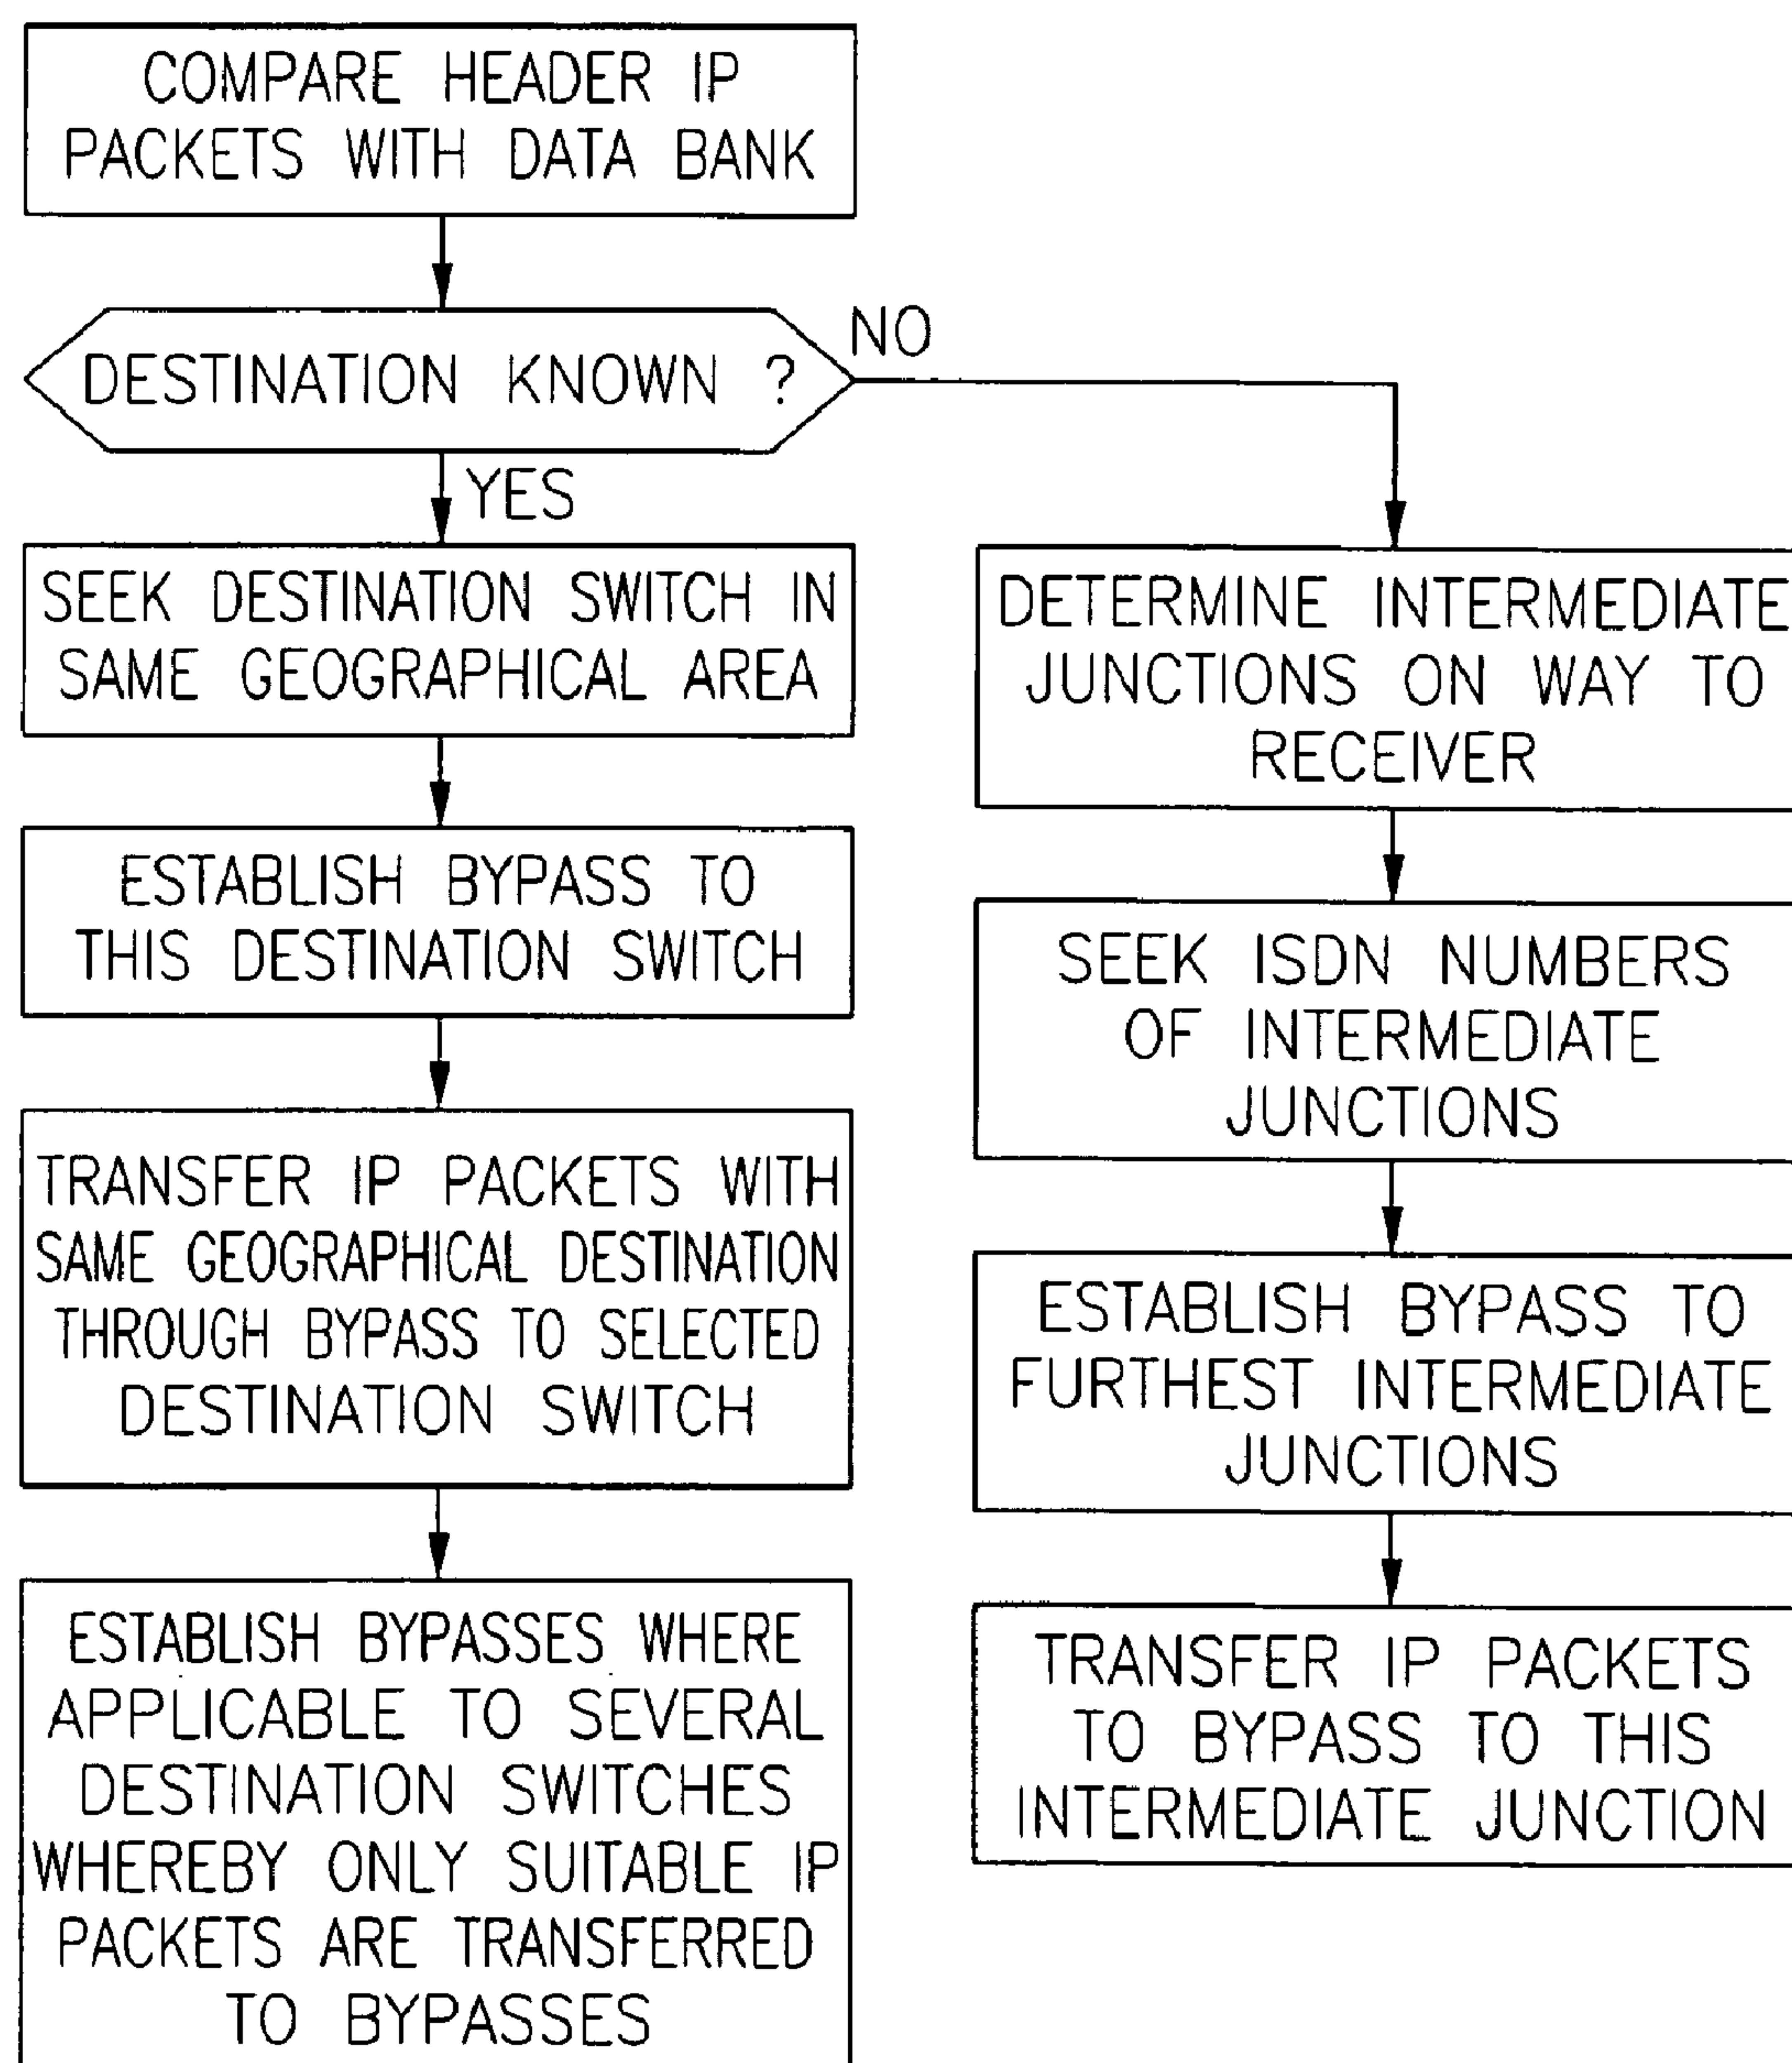 COMPARE HEADER IP
PACKETS WITH DATA BANK
DESTINATION KNOWN ?
NO
YES
SEEK DESTINATION SWITCH IN
SAME GEOGRAPHICAL AREA
ESTABLISH BYPASS TO
THIS DESTINATION SWITCH
TRANSFER IP PACKETS WITH
SAME GEOGRAPHICAL DESTINATION
THROUGH BYPASS TO SELECTED
DESTINATION SWITCH
ESTABLISH BYPASSES WHERE
APPLICABLE TO SEVERAL
DESTINATION SWITCHES
WHEREBY ONLY SUITABLE IP
PACKETS ARE TRANSFERRED
TO BYPASSES
DETERMINE INTERMEDIATE
JUNCTIONS ON WAY TO
RECEIVER
SEEK ISDN NUMBERS
OF INTERMEDIATE
JUNCTIONS
ESTABLISH BYPASS TO
FURTHEST INTERMEDIATE
JUNCTIONS
TRANSFER IP PACKETS
TO BYPASS TO THIS
INTERMEDIATE JUNCTION